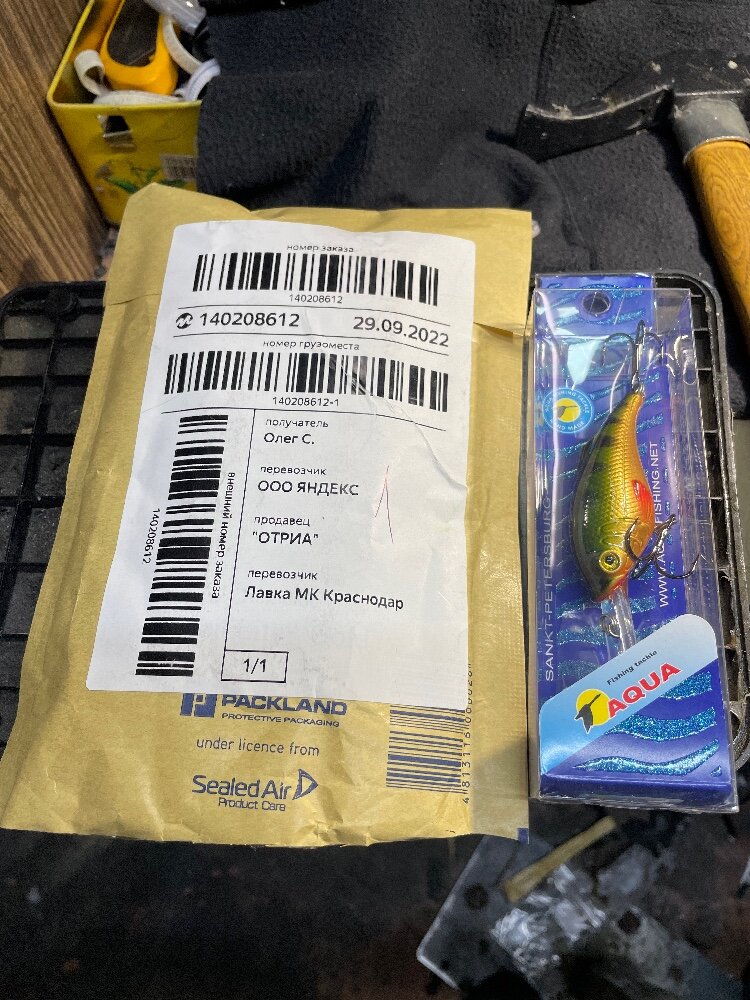 номер заказа
140208612
140208612
29.09.2022
номер грузоместа
140208612-1
получатель
Олег С.
перевозчик
ООО ЯНДЕКС
продавец
"ОТРИА"
перевозчик
Лавка МК Краснодар
1/1
внешний номер заказа
140208612
PACKLAND
PROTECTIVE PACKAGING
under licence from
Sealed Air
Product Care
SANKT-PETERSBURG
Fishing tackle
AQUA